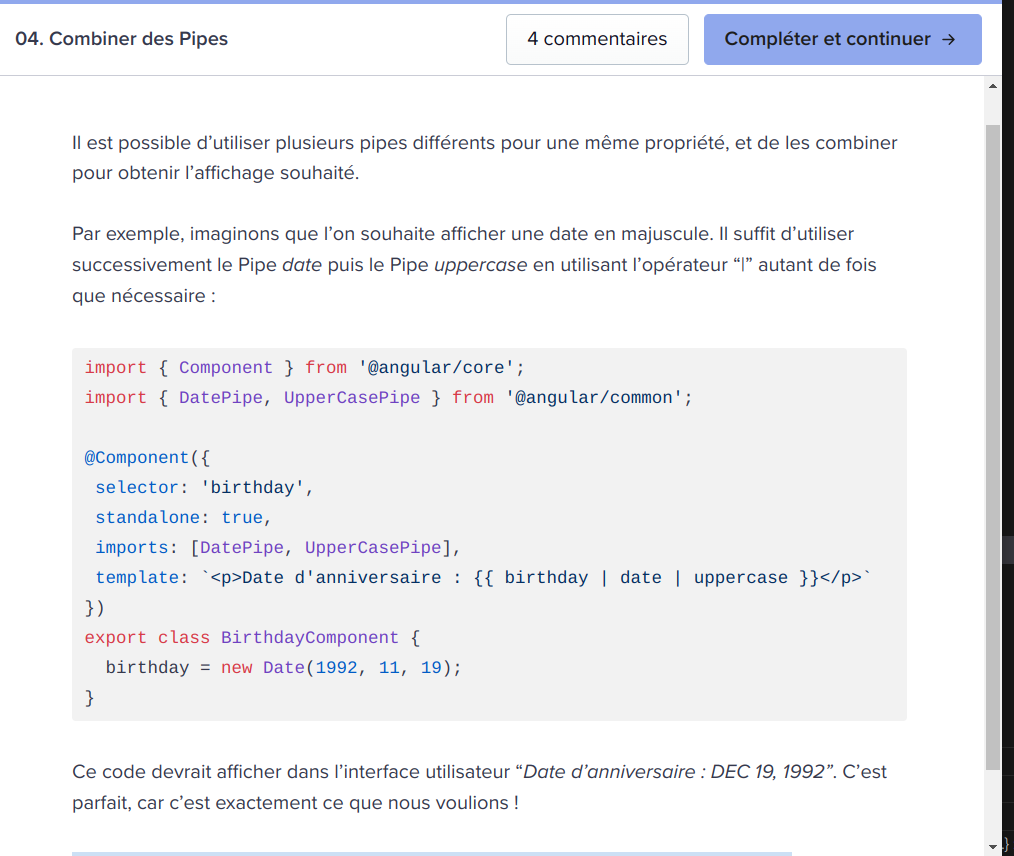 04. Combiner des Pipes
4 commentaires
Compléter et continuer →
Il est possible d’utiliser plusieurs pipes différents pour une même propriété, et de les combiner
pour obtenir l’affichage souhaité.
Par exemple, imaginons que l’on souhaite afficher une date en majuscule. Il suffit d’utiliser
successivement le Pipe date puis le Pipe uppercase en utilisant l’opérateur “|” autant de fois
que nécessaire :
import { Component } from '@angular/core';
import { DatePipe, UpperCasePipe } from '@angular/common';
@Component({
 selector: 'birthday',
 standalone: true,
 imports: [DatePipe, UpperCasePipe],
 template: `<p>Date d'anniversaire : {{ birthday | date | uppercase }}</p>`
})
export class BirthdayComponent {
  birthday = new Date(1992, 11, 19);
}
Ce code devrait afficher dans l’interface utilisateur “Date d’anniversaire : DEC 19, 1992”. C’est
parfait, car c’est exactement ce que nous voulions !